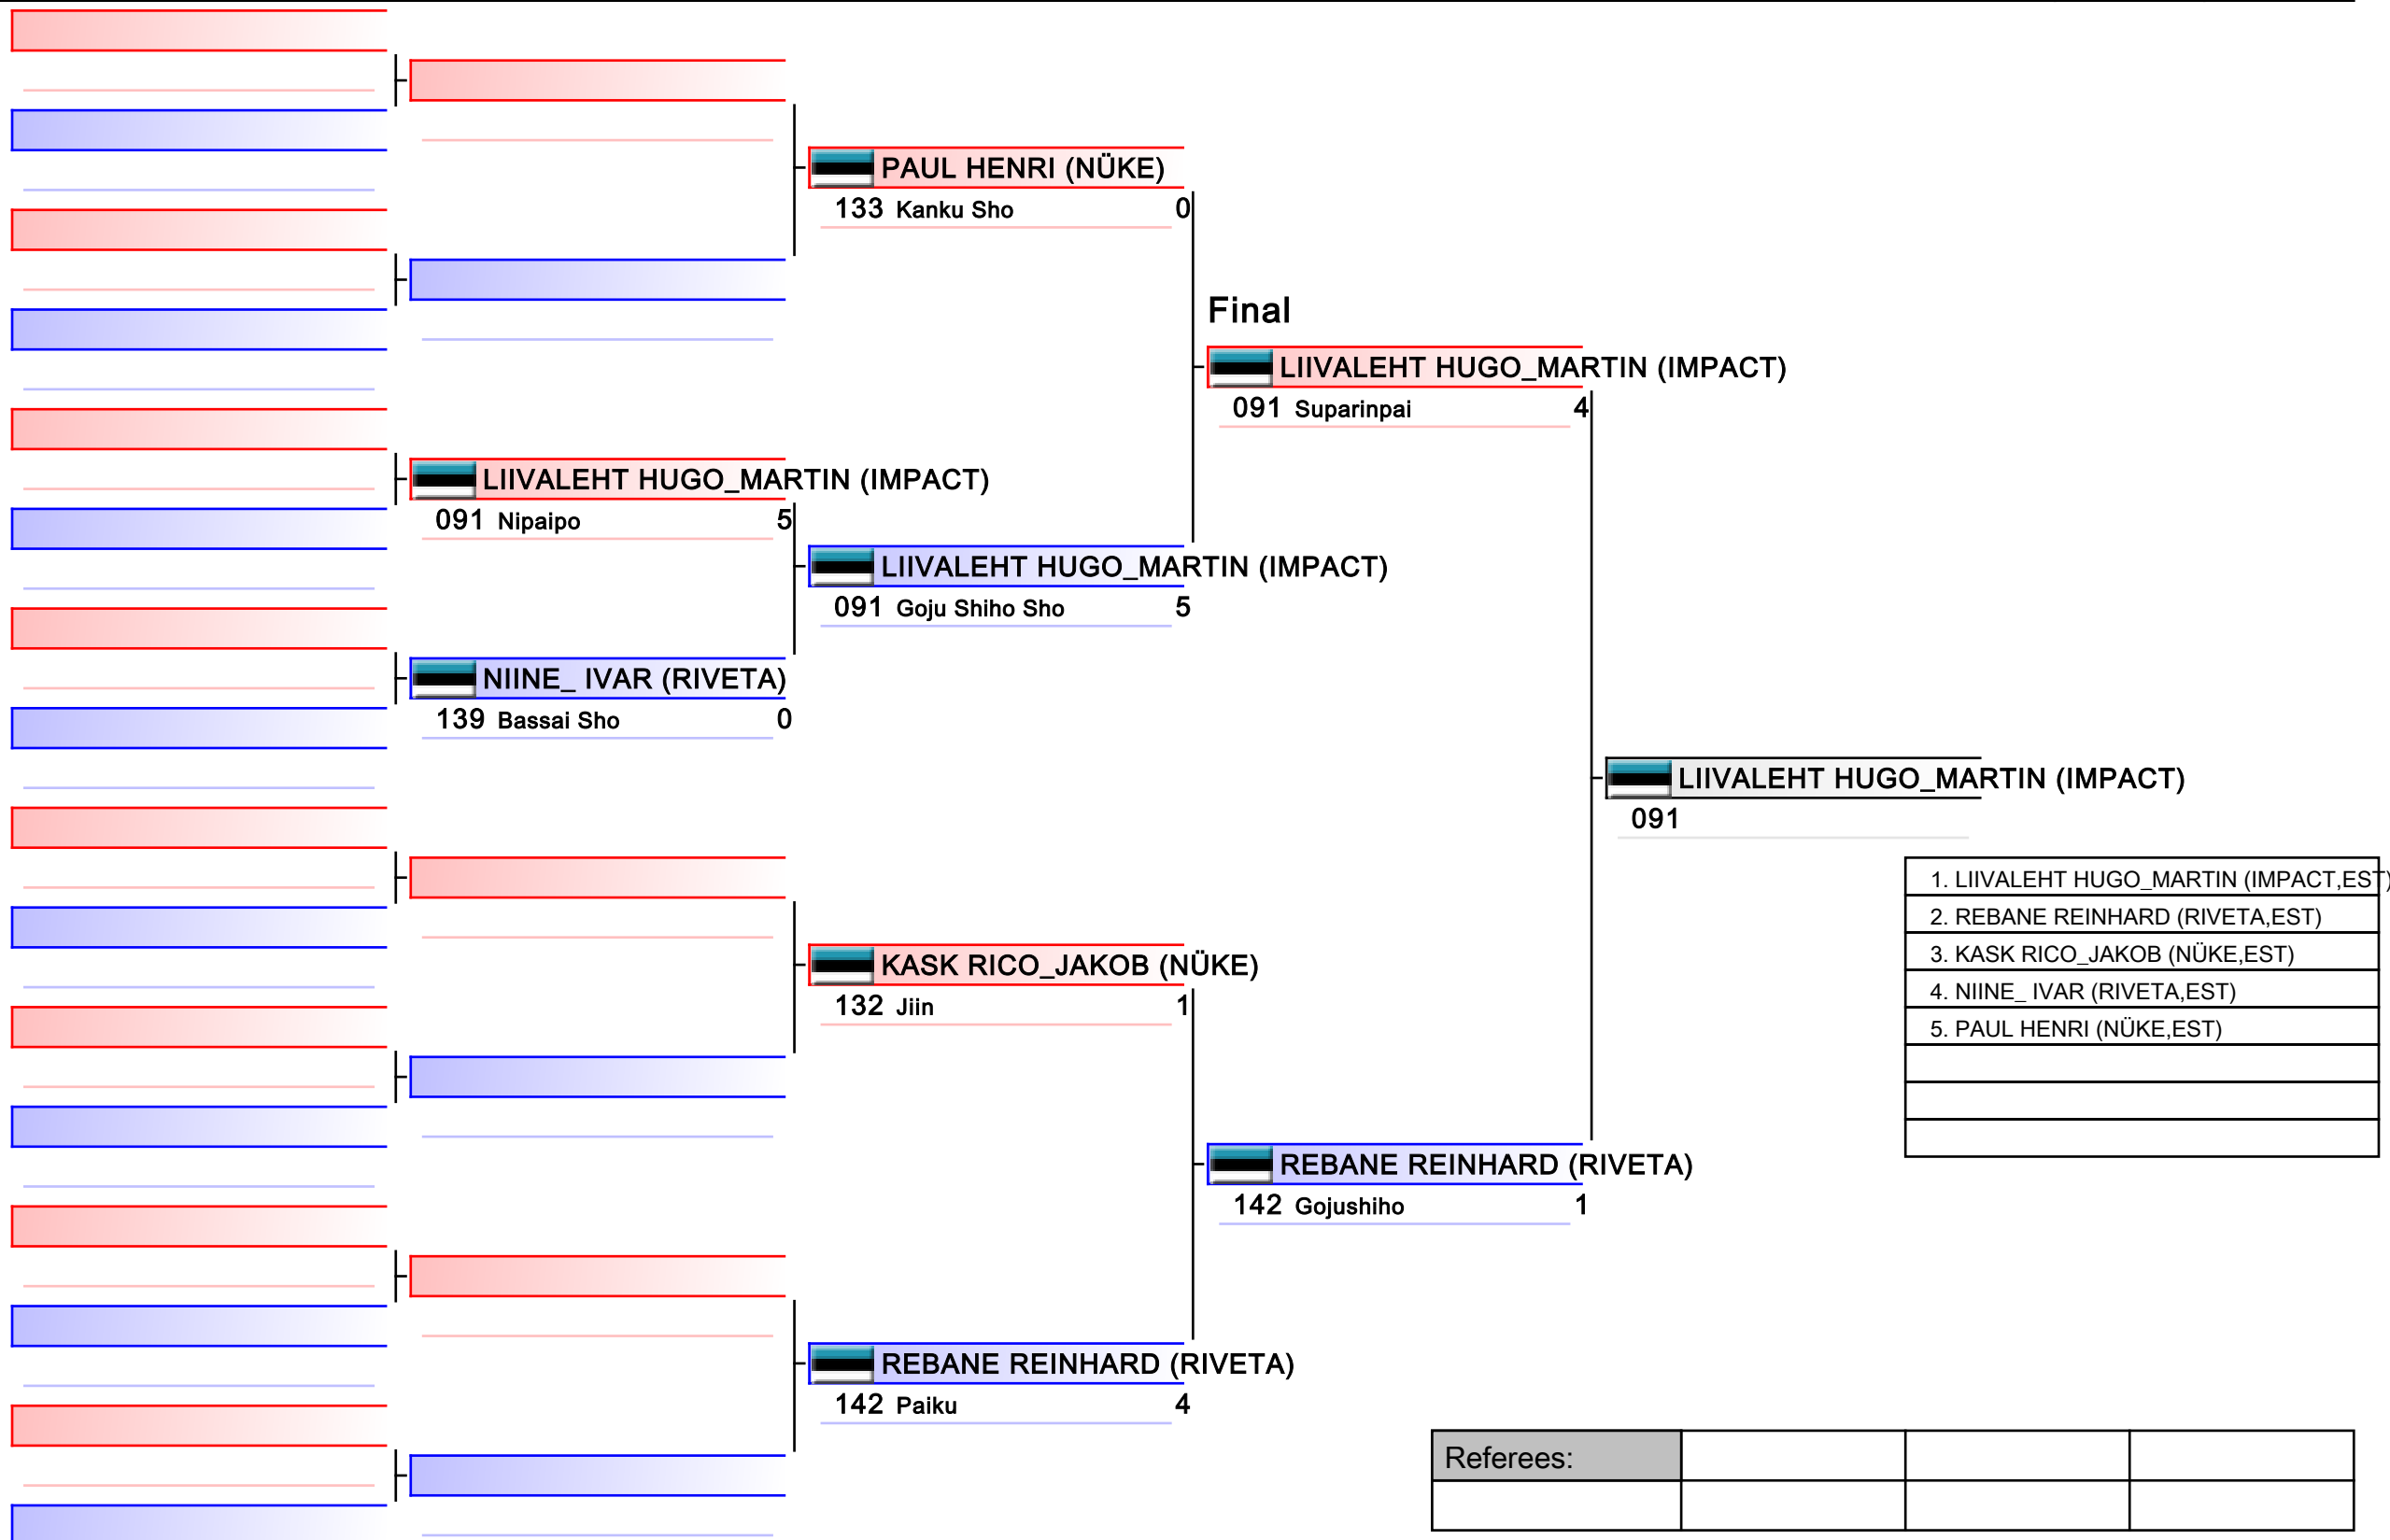 PAUL HENRI (NÜKE)
133 Kanku Sho 0
Final
LIIVALEHT HUGO_MARTIN (IMPACT)
091 Suparinpai 4
LIIVALEHT HUGO_MARTIN (IMPACT)
091 Nipaipo 5
LIIVALEHT HUGO_MARTIN (IMPACT)
091 Goju Shiho Sho 5
NIINE_ IVAR (RIVETA)
139 Bassai Sho 0
LIIVALEHT HUGO_MARTIN (IMPACT)
091
1. LIIVALEHT HUGO_MARTIN (IMPACT,EST)
2. REBANE REINHARD (RIVETA,EST)
3. KASK RICO_JAKOB (NÜKE,EST)
4. NIINE_ IVAR (RIVETA,EST)
5. PAUL HENRI (NÜKE,EST)
KASK RICO_JAKOB (NÜKE)
132 Jiin 1
REBANE REINHARD (RIVETA)
142 Gojushiho 1
REBANE REINHARD (RIVETA)
142 Paiku 4
Referees: